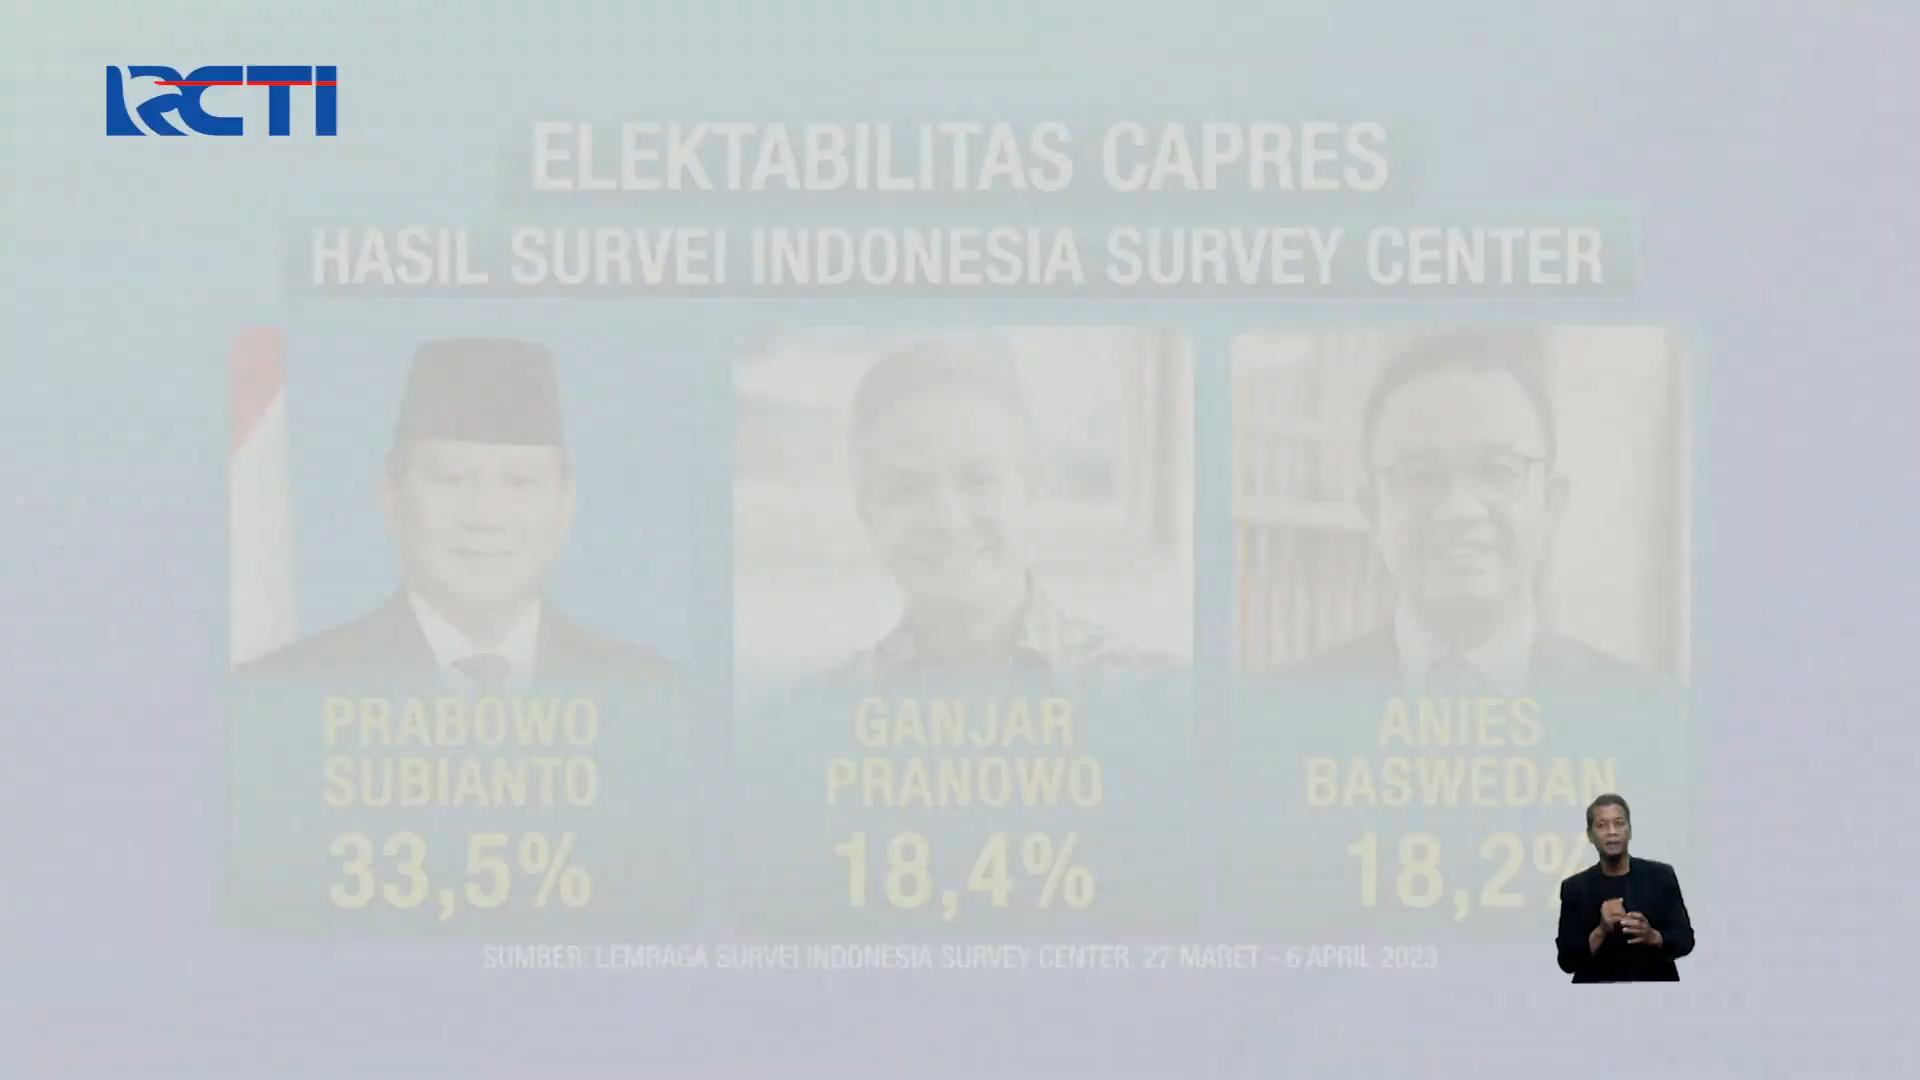 RCTI
ELEKTABILITAS CAPRES
HASIL SURVEI INDONESIA SURVEY CENTER
PRABOWO
SUBIANTO
33,5%
GANJAR
PRANOWO
18,4%
ANIES
BASWEDAN
18,2%
SUMBER: LEMBAGA SURVEI INDONESIA SURVEY CENTER, 27 MARET - 6 APRIL 2023